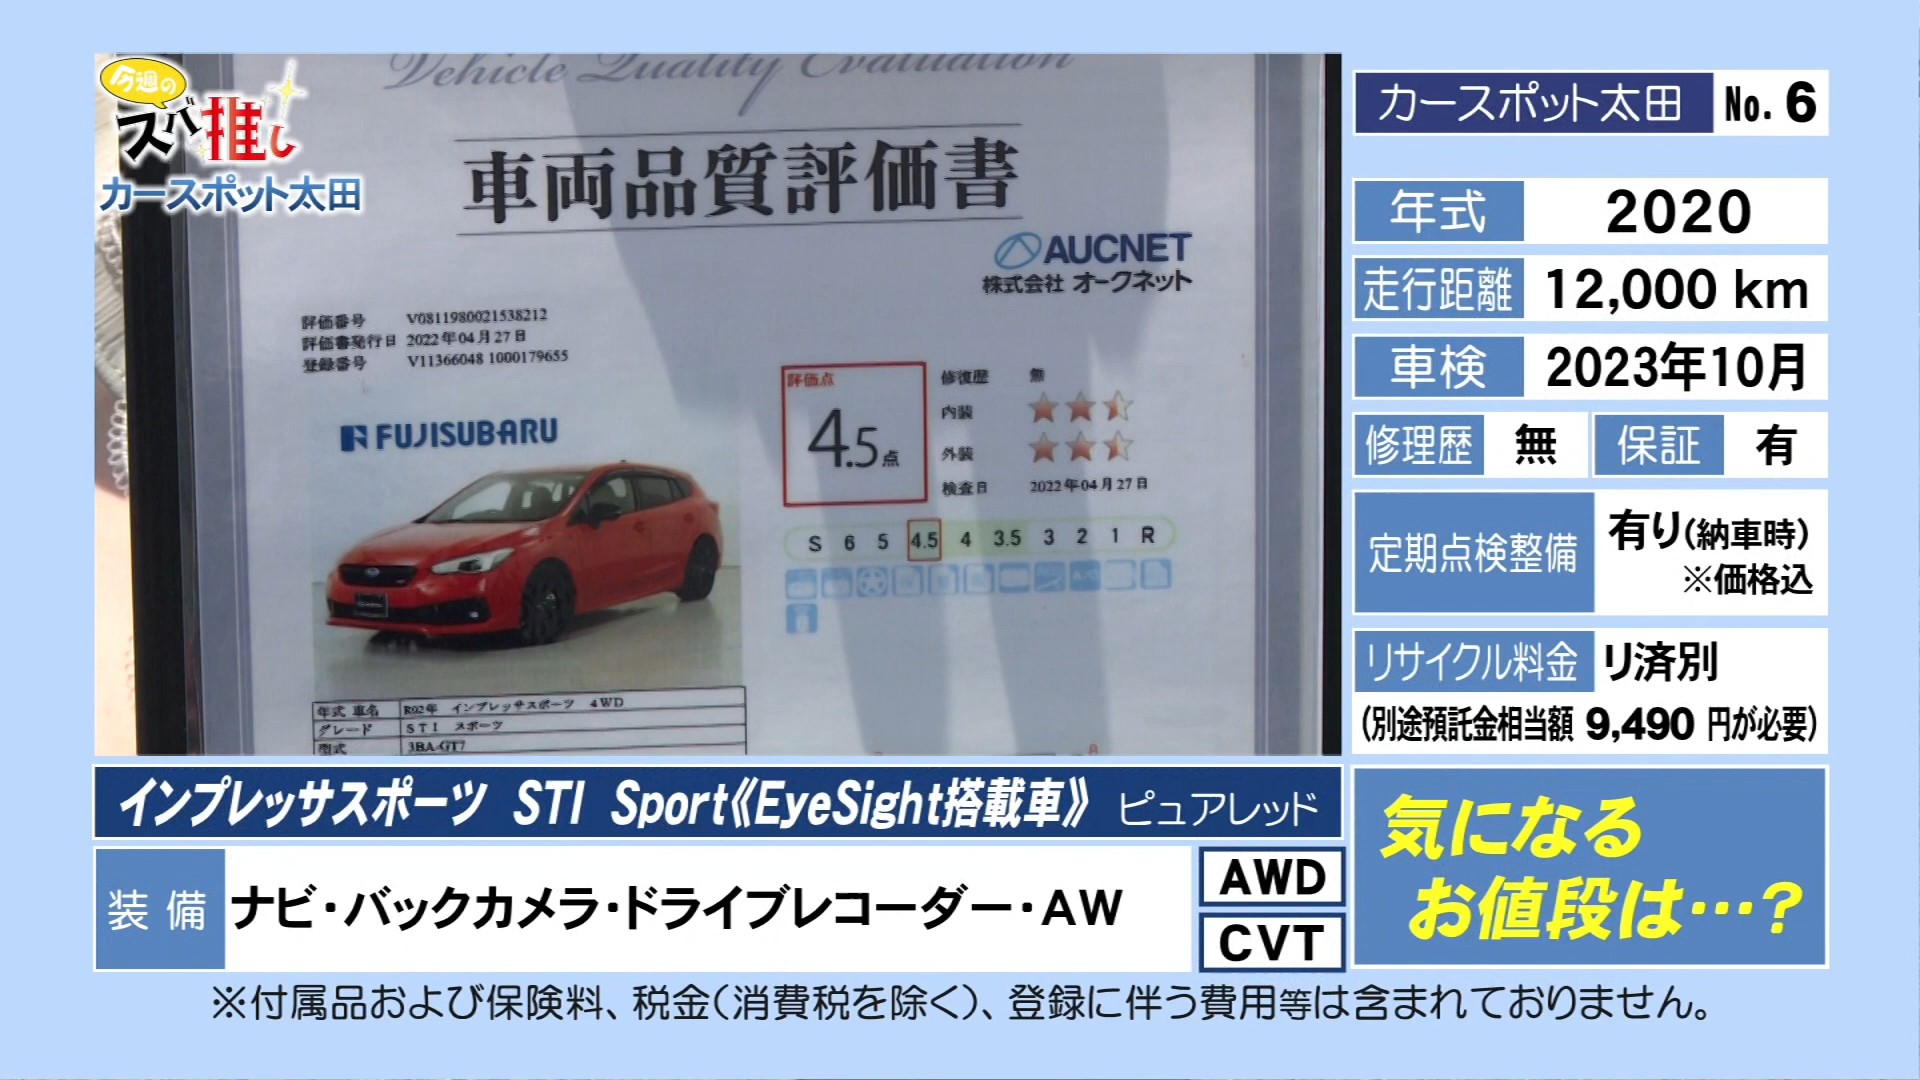 今週の
スバ推し
カースポット太田
Vehicle Quality Evaluation
車両品質評価書
AUCNET
株式会社 オークネット
評価番号 V0811980021538212
評価書発行日 2022年04月27日
登録番号 V11366048 1000179655
FUJISUBARU
評価点
4.5点
修復歴 無
内装
外装
検査日 2022年04月27日
S 6 5 4.5 4 3.5 3 2 1 R
年式 車名 R02年 インプレッサスポーツ 4WD
グレード STI スポーツ
型式 3BA-GT7
カースポット太田 No. 6
年式 2020
走行距離 12,000 km
車検 2023年10月
修理歴 無 保証 有
定期点検整備 有り(納車時)
※価格込
リサイクル料金 リ済別
(別途預託金相当額 9,490 円が必要)
インプレッサスポーツ STI Sport《EyeSight搭載車》 ピュアレッド
装備 ナビ・バックカメラ・ドライブレコーダー・AW
AWD
CVT
気になる
お値段は…?
※付属品および保険料、税金(消費税を除く)、登録に伴う費用等は含まれておりません。